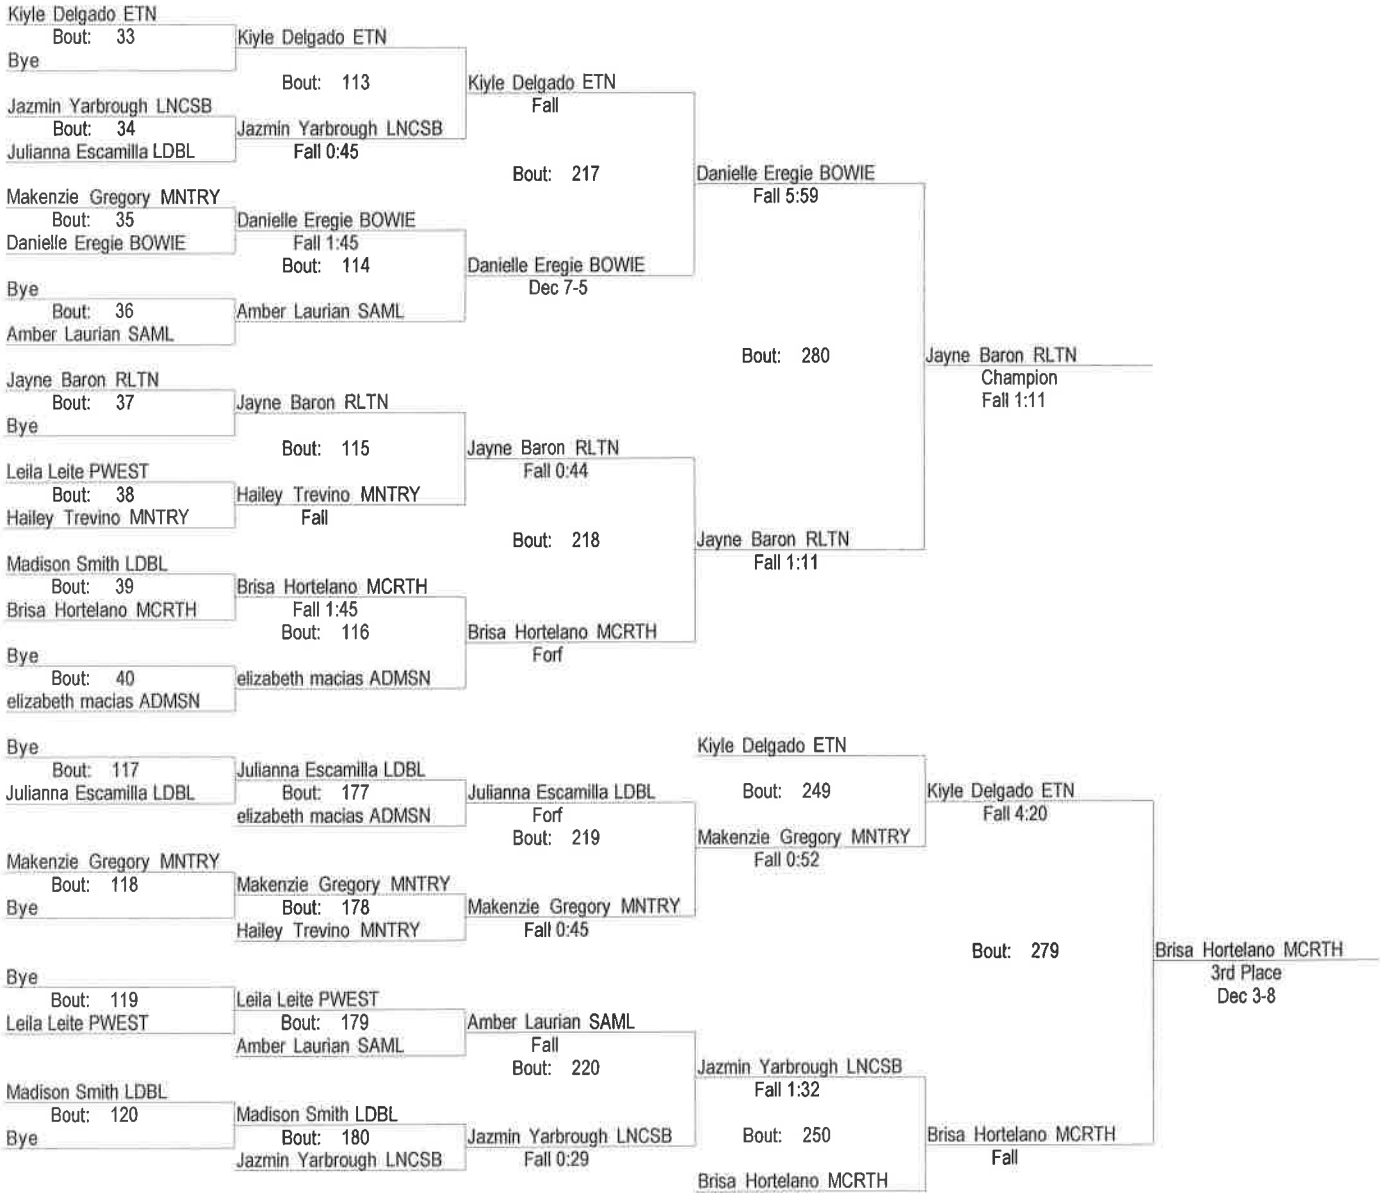 Kiyle Delgado ETN
Bout: 33
Bye
Kiyle Delgado ETN
Bout: 113
Jazmin Yarbrough LNCSB
Bout: 34
Julianna Escamilla LDBL
Jazmin Yarbrough LNCSB
Fall 0:45
Kiyle Delgado ETN
Fall
Bout: 217
Makenzie Gregory MNTRY
Bout: 35
Danielle Eregie BOWIE
Danielle Eregie BOWIE
Fall 1:45
Bout: 114
Bye
Bout: 36
Amber Laurian SAML
Amber Laurian SAML
Danielle Eregie BOWIE
Dec 7-5
Danielle Eregie BOWIE
Fall 5:59
Bout: 280
Jayne Baron RLTN
Champion
Fall 1:11
Jayne Baron RLTN
Bout: 37
Bye
Jayne Baron RLTN
Bout: 115
Leila Leite PWEST
Bout: 38
Hailey Trevino MNTRY
Hailey Trevino MNTRY
Fall
Jayne Baron RLTN
Fall 0:44
Bout: 218
Madison Smith LDBL
Bout: 39
Brisa Hortelano MCRTH
Brisa Hortelano MCRTH
Fall 1:45
Bout: 116
Bye
Bout: 40
elizabeth macias ADMSN
elizabeth macias ADMSN
Brisa Hortelano MCRTH
Forf
Jayne Baron RLTN
Fall 1:11
Bye
Bout: 117
Julianna Escamilla LDBL
Julianna Escamilla LDBL
Bout: 177
elizabeth macias ADMSN
Julianna Escamilla LDBL
Forf
Bout: 219
Makenzie Gregory MNTRY
Bout: 118
Bye
Makenzie Gregory MNTRY
Bout: 178
Hailey Trevino MNTRY
Makenzie Gregory MNTRY
Fall 0:45
Kiyle Delgado ETN
Bout: 249
Makenzie Gregory MNTRY
Fall 0:52
Kiyle Delgado ETN
Fall 4:20
Bout: 279
Brisa Hortelano MCRTH
3rd Place
Dec 3-8
Bye
Bout: 119
Leila Leite PWEST
Leila Leite PWEST
Bout: 179
Amber Laurian SAML
Amber Laurian SAML
Fall
Bout: 220
Madison Smith LDBL
Bout: 120
Bye
Madison Smith LDBL
Bout: 180
Jazmin Yarbrough LNCSB
Jazmin Yarbrough LNCSB
Fall 0:29
Jazmin Yarbrough LNCSB
Fall 1:32
Bout: 250
Brisa Hortelano MCRTH
Brisa Hortelano MCRTH
Fall